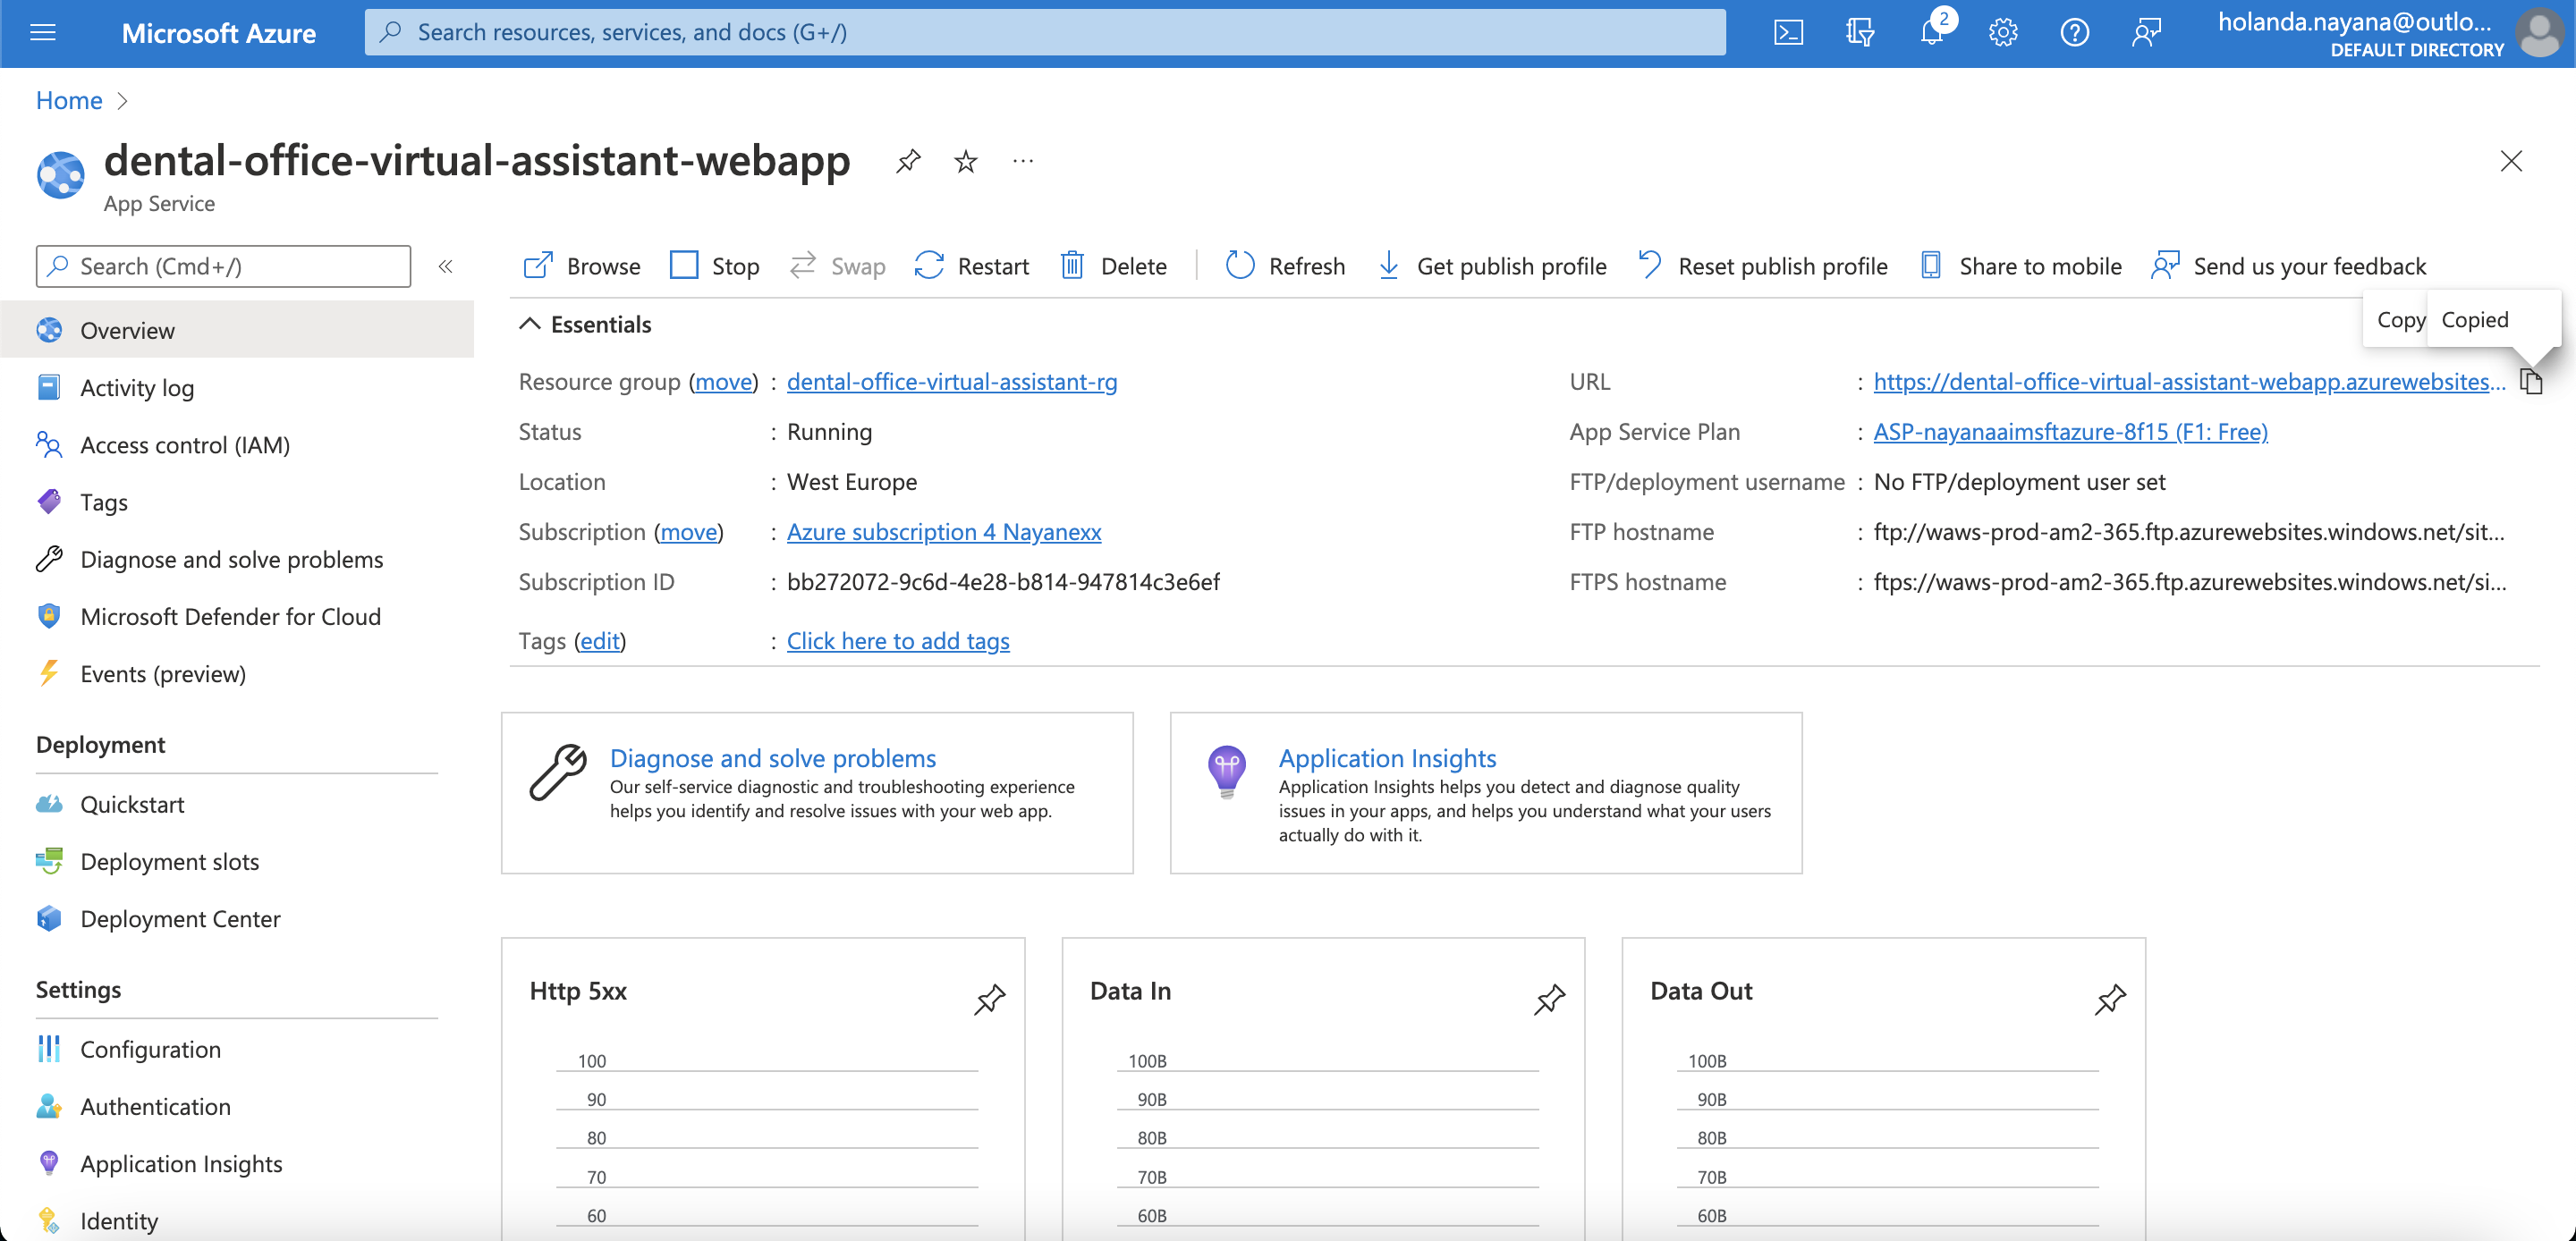 Microsoft Azure
Search resources, services, and docs (G+/)
2
holanda.nayana@outlo...
DEFAULT DIRECTORY
Home
dental-office-virtual-assistant-webapp
...
App Service
Search (Cmd+/)
«
Browse
Stop
Swap
Restart
Delete
Refresh
Get publish profile
Reset publish profile
Share to mobile
Send us your feedback
Overview
Activity log
Access control (IAM)
Tags
Diagnose and solve problems
Microsoft Defender for Cloud
Events (preview)
Deployment
Quickstart
Deployment slots
Deployment Center
Settings
Configuration
Authentication
Application Insights
Identity
Essentials
Copy
Copied
Resource group (move) : dental-office-virtual-assistant-rg
Status : Running
Location : West Europe
Subscription (move) : Azure subscription 4 Nayanexx
Subscription ID : bb272072-9c6d-4e28-b814-947814c3e6ef
Tags (edit) : Click here to add tags
URL : https://dental-office-virtual-assistant-webapp.azurewebsites...
App Service Plan : ASP-nayanaaimsftazure-8f15 (F1: Free)
FTP/deployment username : No FTP/deployment user set
FTP hostname : ftp://waws-prod-am2-365.ftp.azurewebsites.windows.net/sit...
FTPS hostname : ftps://waws-prod-am2-365.ftp.azurewebsites.windows.net/si...
Diagnose and solve problems
Our self-service diagnostic and troubleshooting experience
helps you identify and resolve issues with your web app.
Application Insights
Application Insights helps you detect and diagnose quality
issues in your apps, and helps you understand what your users
actually do with it.
Http 5xx
100
90
80
70
60
Data In
100B
90B
80B
70B
60B
Data Out
100B
90B
80B
70B
60B